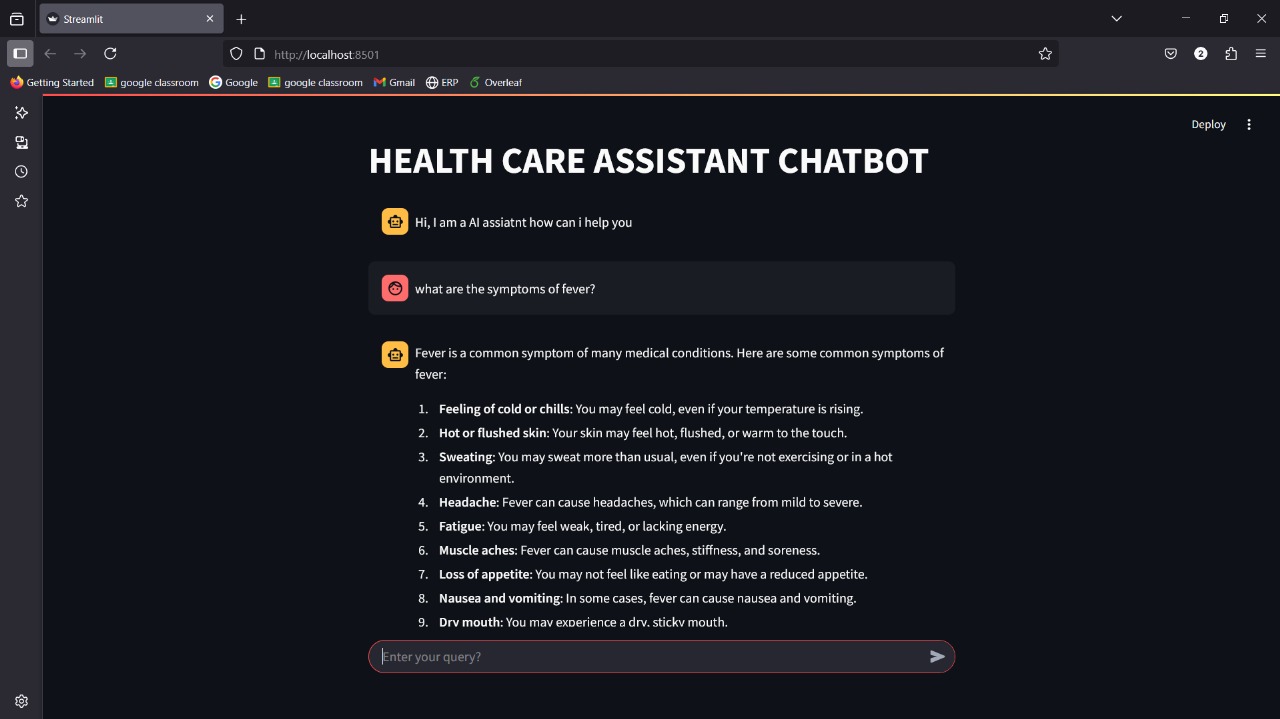 Streamlit
http://localhost:8501
2
Getting Started google classroom Google google classroom Gmail ERP Overleaf
Deploy
HEALTH CARE ASSISTANT CHATBOT
Hi, I am a AI assiatnt how can i help you
what are the symptoms of fever?
Fever is a common symptom of many medical conditions. Here are some common symptoms of
fever:
1. Feeling of cold or chills: You may feel cold, even if your temperature is rising.
2. Hot or flushed skin: Your skin may feel hot, flushed, or warm to the touch.
3. Sweating: You may sweat more than usual, even if you're not exercising or in a hot
environment.
4. Headache: Fever can cause headaches, which can range from mild to severe.
5. Fatigue: You may feel weak, tired, or lacking energy.
6. Muscle aches: Fever can cause muscle aches, stiffness, and soreness.
7. Loss of appetite: You may not feel like eating or may have a reduced appetite.
8. Nausea and vomiting: In some cases, fever can cause nausea and vomiting.
9. Dry mouth: You may experience a dry, sticky mouth.
Enter your query?